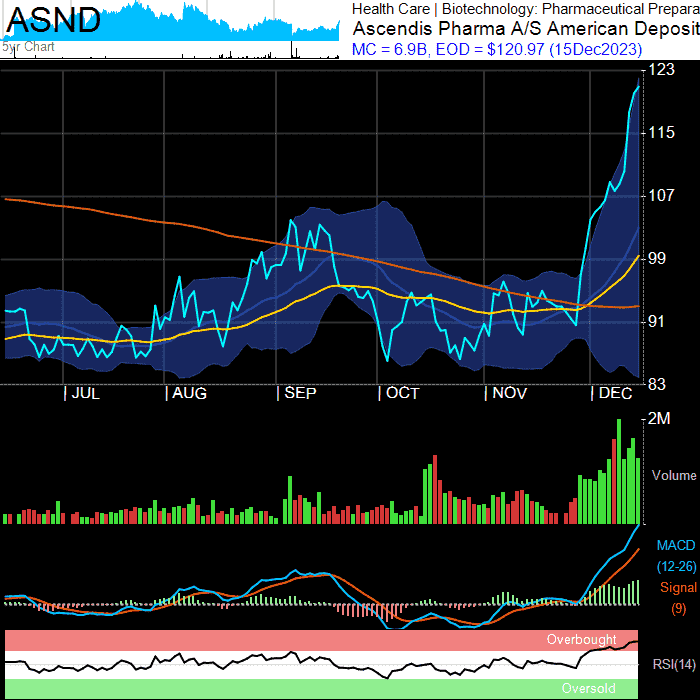 ASND
5yr Chart
Health Care | Biotechnology: Pharmaceutical Prepara
Ascendis Pharma A/S American Deposit
MC = 6.9B, EOD = $120.97 (15Dec2023)
123
115
107
99
91
83
| JUL | AUG | SEP | OCT | NOV | DEC
2M
Volume
MACD
(12-26)
Signal
(9)
Overbought
RSI(14)
Oversold